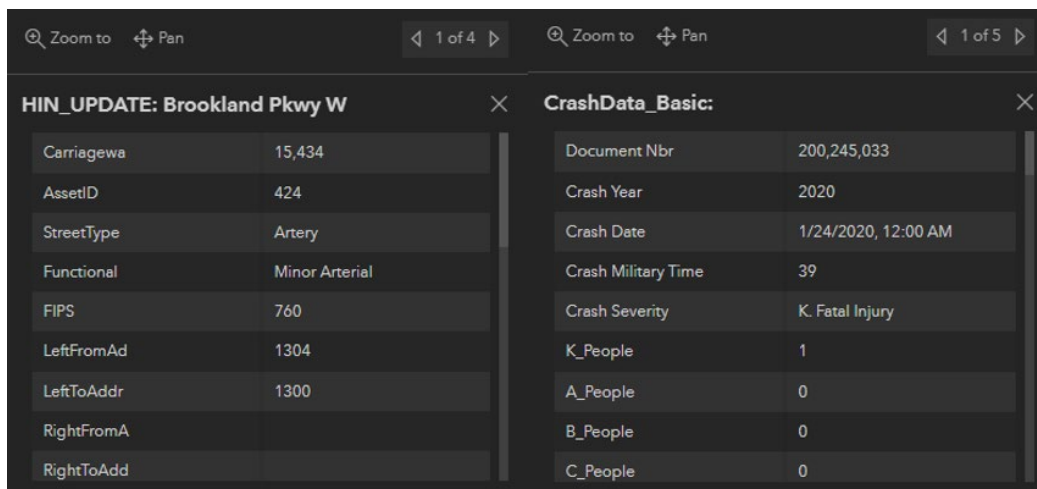 Zoom to Pan 1 of 4
HIN_UPDATE: Brookland Pkwy W
Carriagewa 15,434
AssetID 424
StreetType Artery
Functional Minor Arterial
FIPS 760
LeftFromAd 1304
LeftToAddr 1300
RightFromA
RightToAdd
Zoom to Pan 1 of 5
CrashData_Basic:
Document Nbr 200,245,033
Crash Year 2020
Crash Date 1/24/2020, 12:00 AM
Crash Military Time 39
Crash Severity K. Fatal Injury
K_People 1
A_People 0
B_People 0
C_People 0